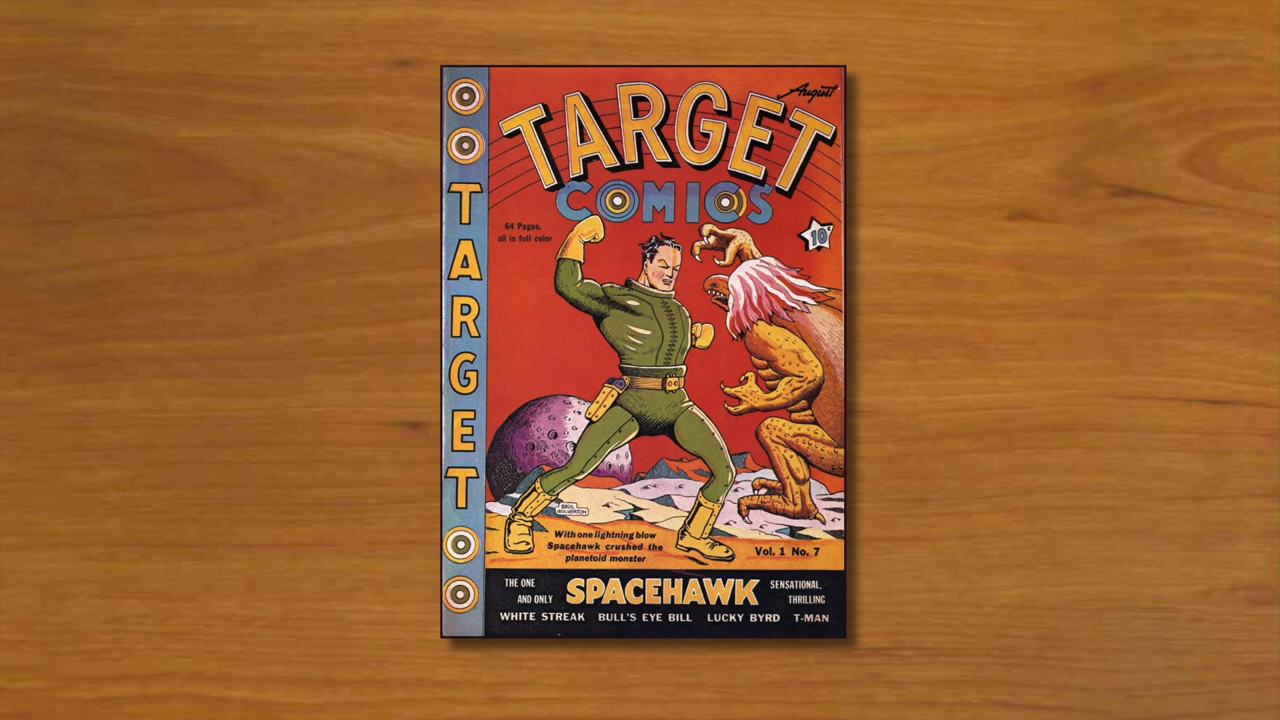 August
TARGET
COMICS
TARGET
64 Pages,
all in full color
10¢
BASIL
WOLVERTON
With one lightning blow
Spacehawk crushed the
planetoid monster
Vol. 1 No. 7
THE ONE
AND ONLY
SPACEHAWK
SENSATIONAL,
THRILLING
WHITE STREAK BULL'S EYE BILL LUCKY BYRD T-MAN